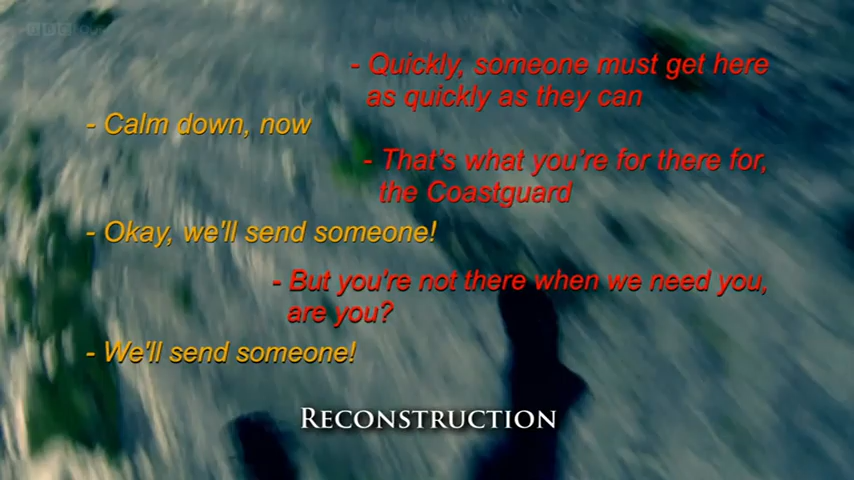 - Quickly, someone must get here
as quickly as they can
- Calm down, now
- That's what you're for there for,
the Coastguard
- Okay, we'll send someone!
- But you're not there when we need you,
are you?
- We'll send someone!
RECONSTRUCTION